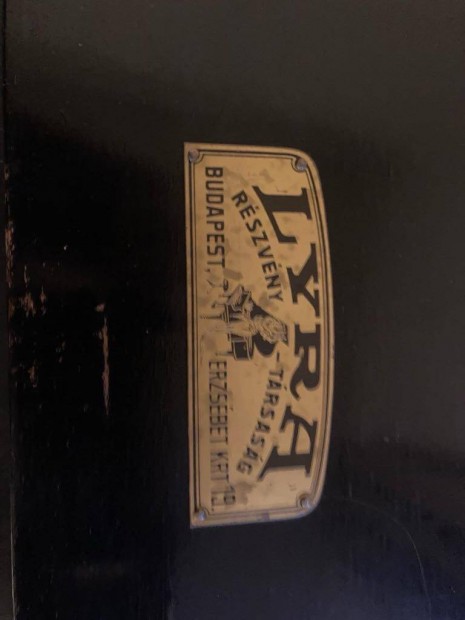 LYRA
RÉSZVÉNY-TÁRSASÁG
BUDAPEST, ERZSÉBET KRT 19.